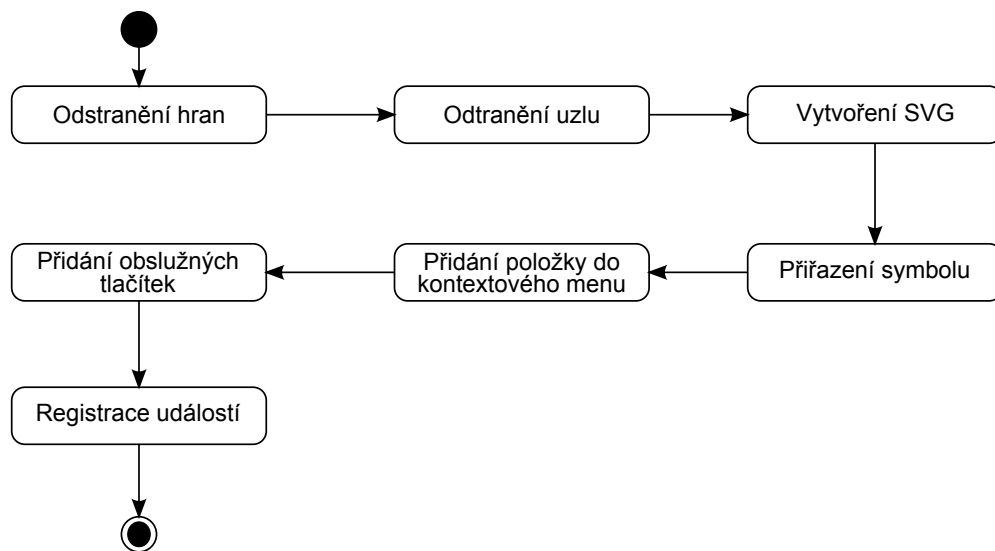 Odstranění hran
Odtranění uzlu
Vytvoření SVG
Přidání obslužných
tlačítek
Přidání položky do
kontextového menu
Přiřazení symbolu
Registrace událostí